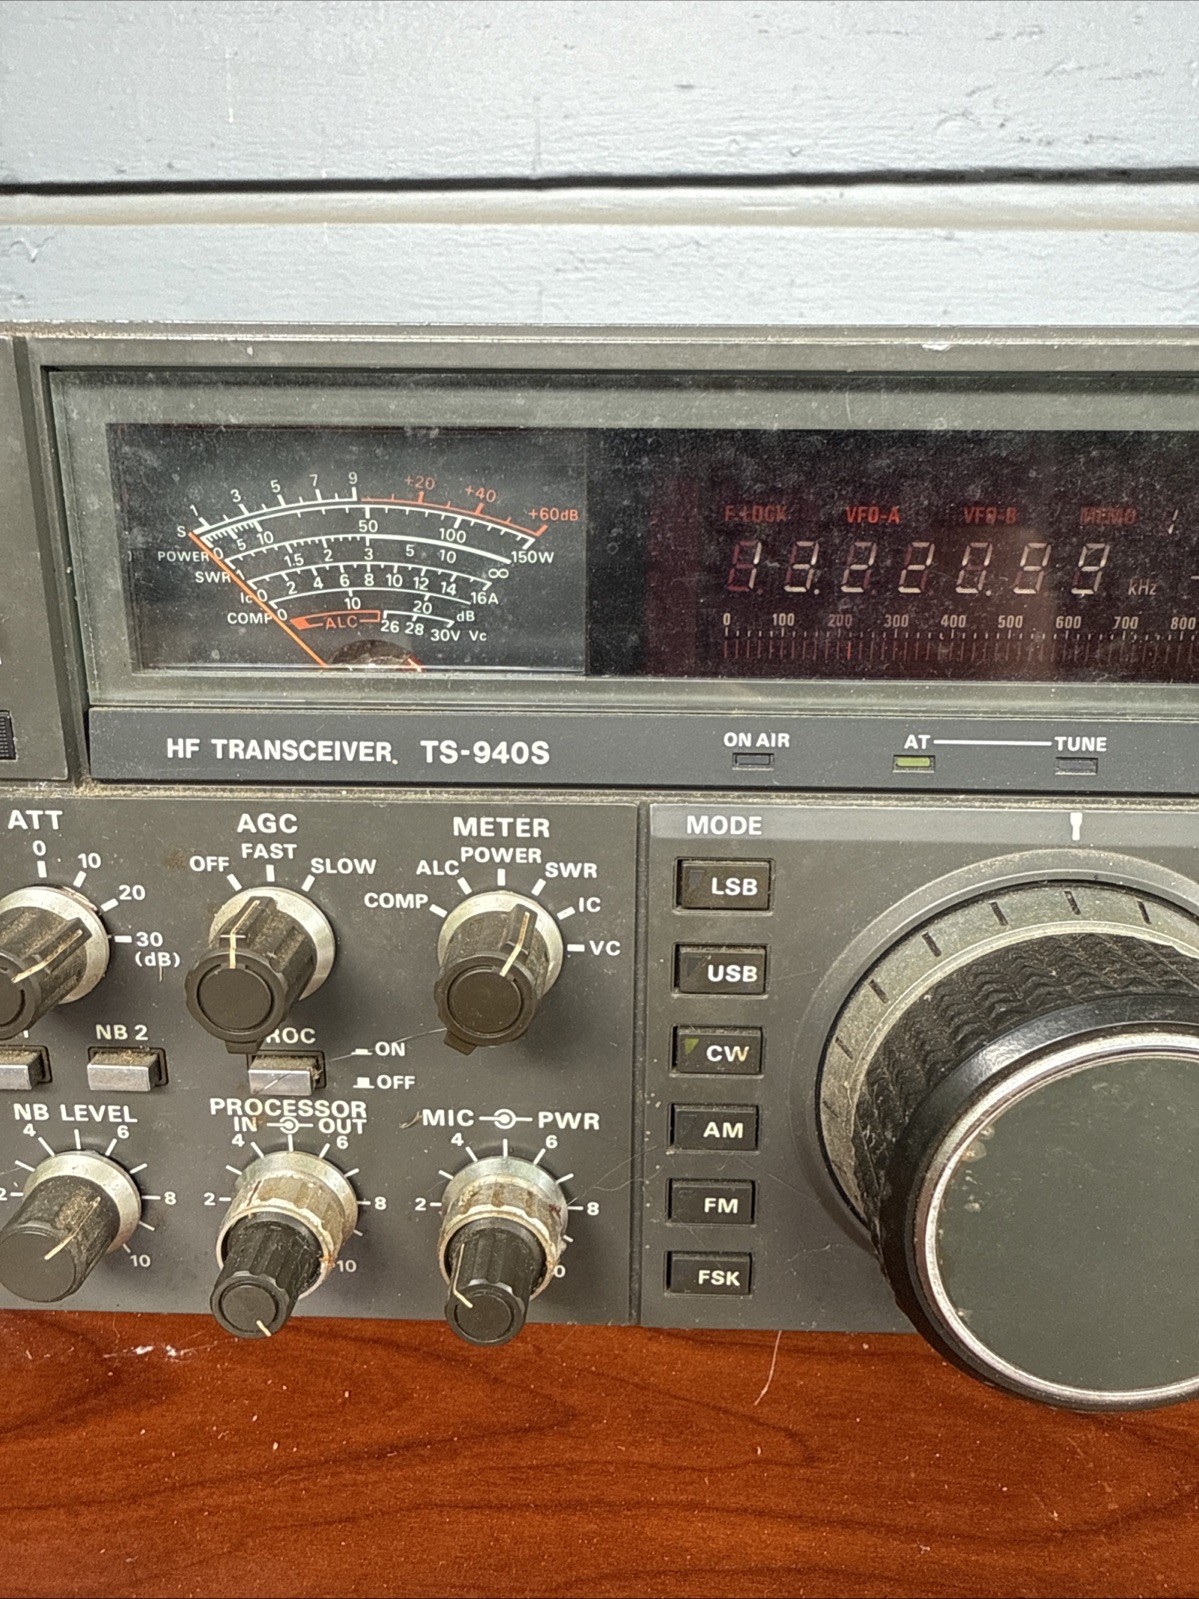 1 3 5 7 9 +20 +40 +60dB
S
POWER 0 5 10 50 100 150W
SWR 1 1.5 2 3 5 10 ∞
Ic 0 2 4 6 8 10 12 14 16A
COMP 0 10 20 dB
ALC 26 28 30V Vc
F.LOCK VFO-A VFO-B MEMO
kHz
0 100 200 300 400 500 600 700 800
HF TRANSCEIVER TS-940S
ON AIR AT TUNE
ATT
0 10 20 30 (dB)
AGC
OFF FAST SLOW
METER
COMP ALC POWER SWR IC VC
MODE
LSB
USB
CW
AM
FM
FSK
NB 2
ON
OFF
NB LEVEL
2 4 6 8 10
PROCESSOR
IN OUT
2 4 6 8 10
MIC PWR
2 4 6 8